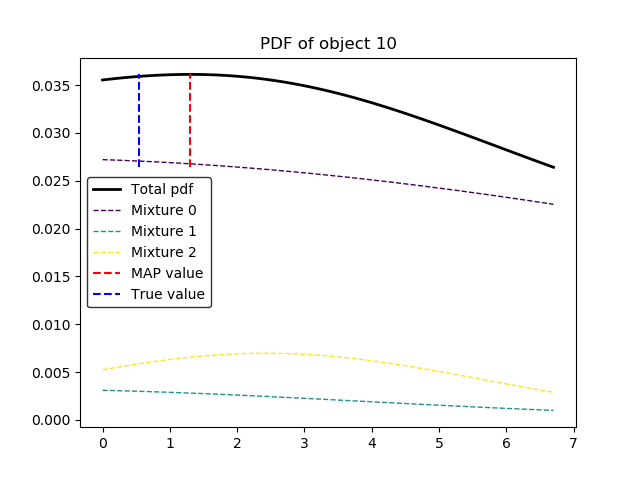 PDF of object 10
0.035
0.030
0.025
0.020
0.015
0.010
0.005
0.000
Total pdf
Mixture 0
Mixture 1
Mixture 2
MAP value
True value
0 1 2 3 4 5 6 7